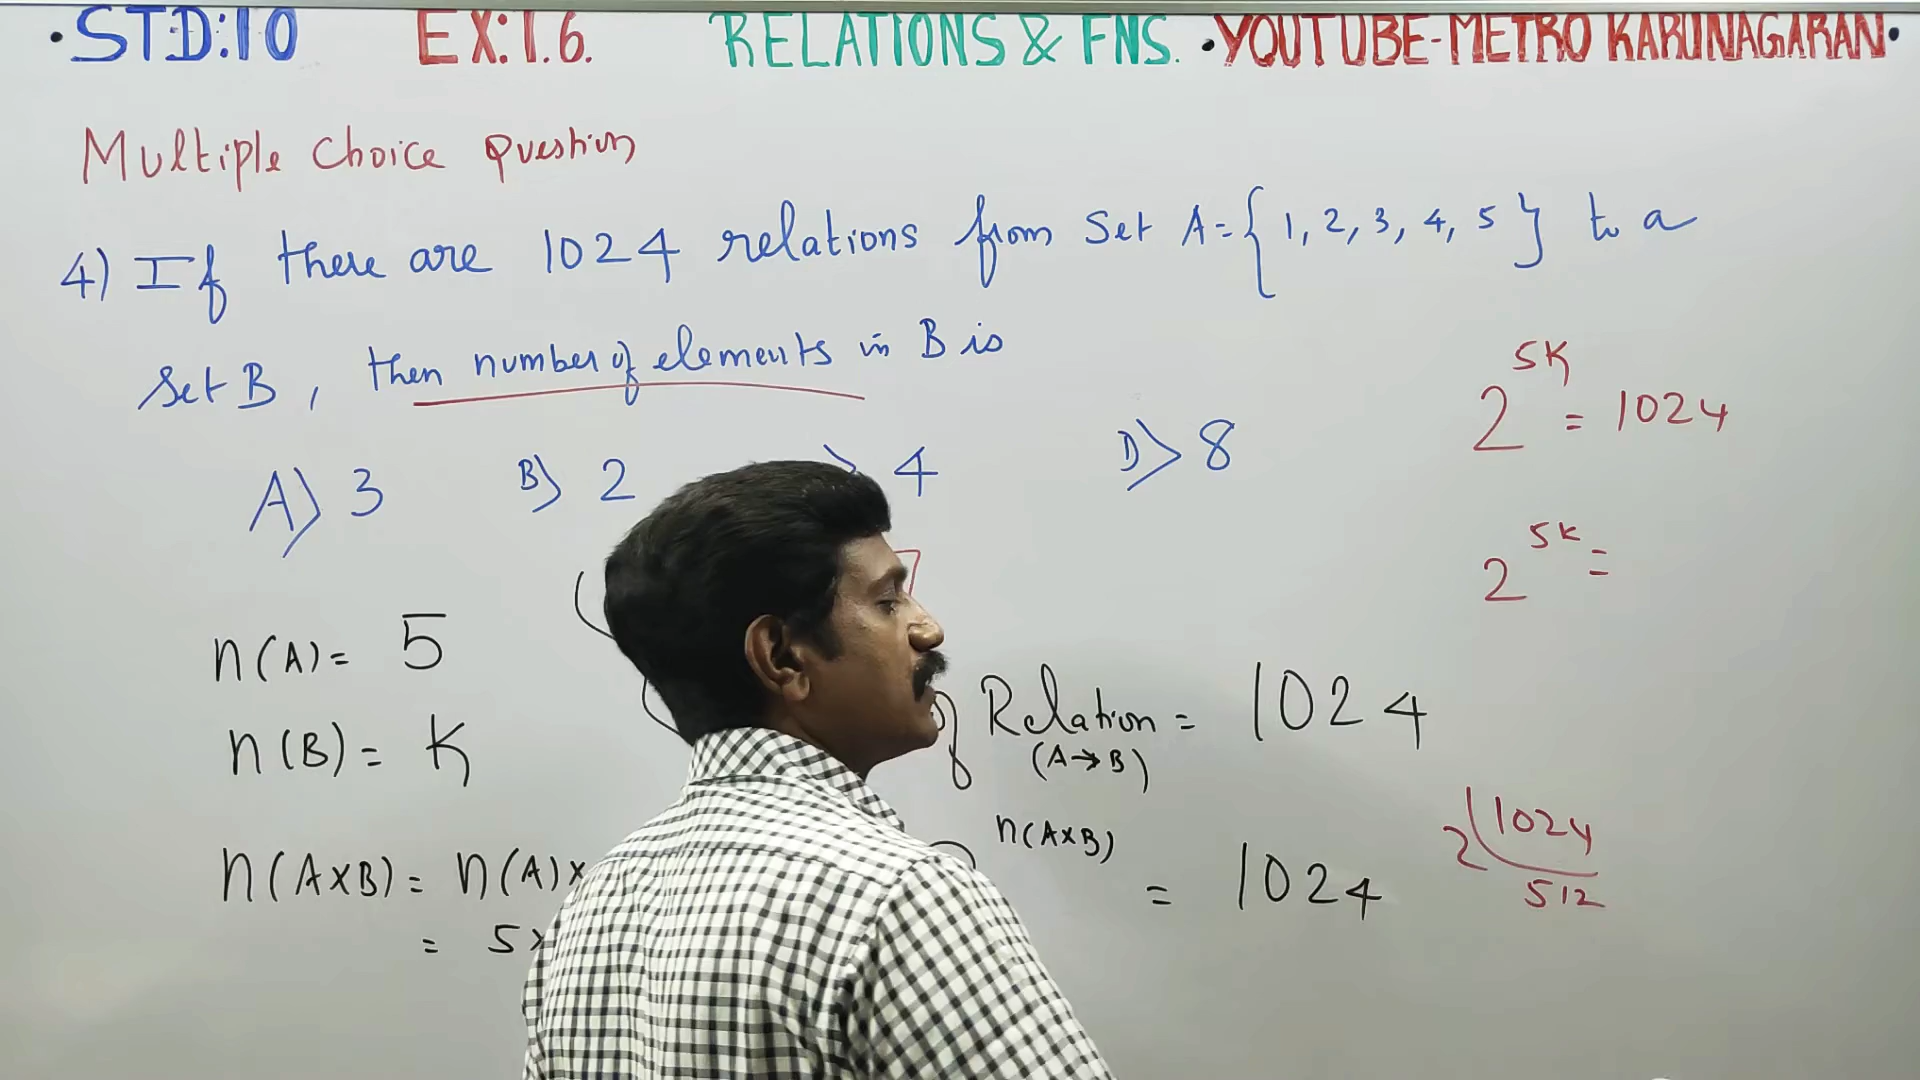 •STD:10 EX:1.6. RELATIONS & FNS. •YOUTUBE-METRO KARUNAGARAN•
Multiple Choice Question
4) If there are 1024 relations from Set A={1, 2, 3, 4, 5} to a
Set B, then number of elements in B is
A) 3 B) 2 > 4 D> 8
2^5K = 1024
2^5K =
n(A)= 5
n(B)= K
of Relation = 1024
(A→B)
n(A×B)= n(A)×
n(A×B) = 1024
= 5×
2 1024
512